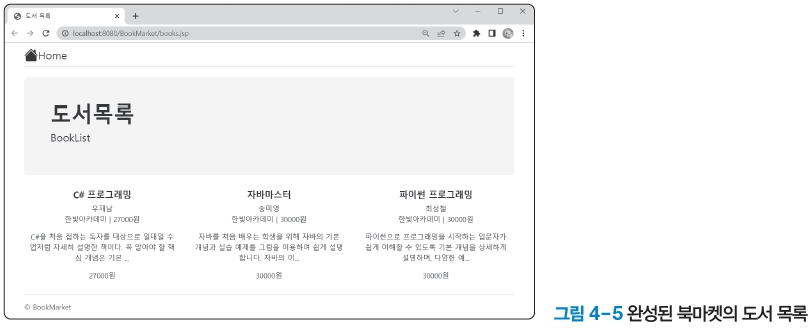 도서 목록
localhost:8080/BookMarket/books.jsp
Home
도서목록
BookList
C# 프로그래밍
우재남
한빛아카데미 | 27000원
C#을 처음 접하는 독자를 대상으로 일대일 수
업처럼 자세히 설명한 책이다. 꼭 알아야 할 핵
심 개념은 기본 ...
27000원
자바마스터
송미영
한빛아카데미 | 30000원
자바를 처음 배우는 학생을 위해 자바의 기본
개념과 실습 예제를 그림을 이용하여 쉽게 설명
합니다. 자바의 이...
30000원
파이썬 프로그래밍
최성철
한빛아카데미 | 30000원
파이썬으로 프로그래밍을 시작하는 입문자가
쉽게 이해할 수 있도록 기본 개념을 상세하게
설명하며, 다양한 예...
30000원
© BookMarket
그림 4-5 완성된 북마켓의 도서 목록